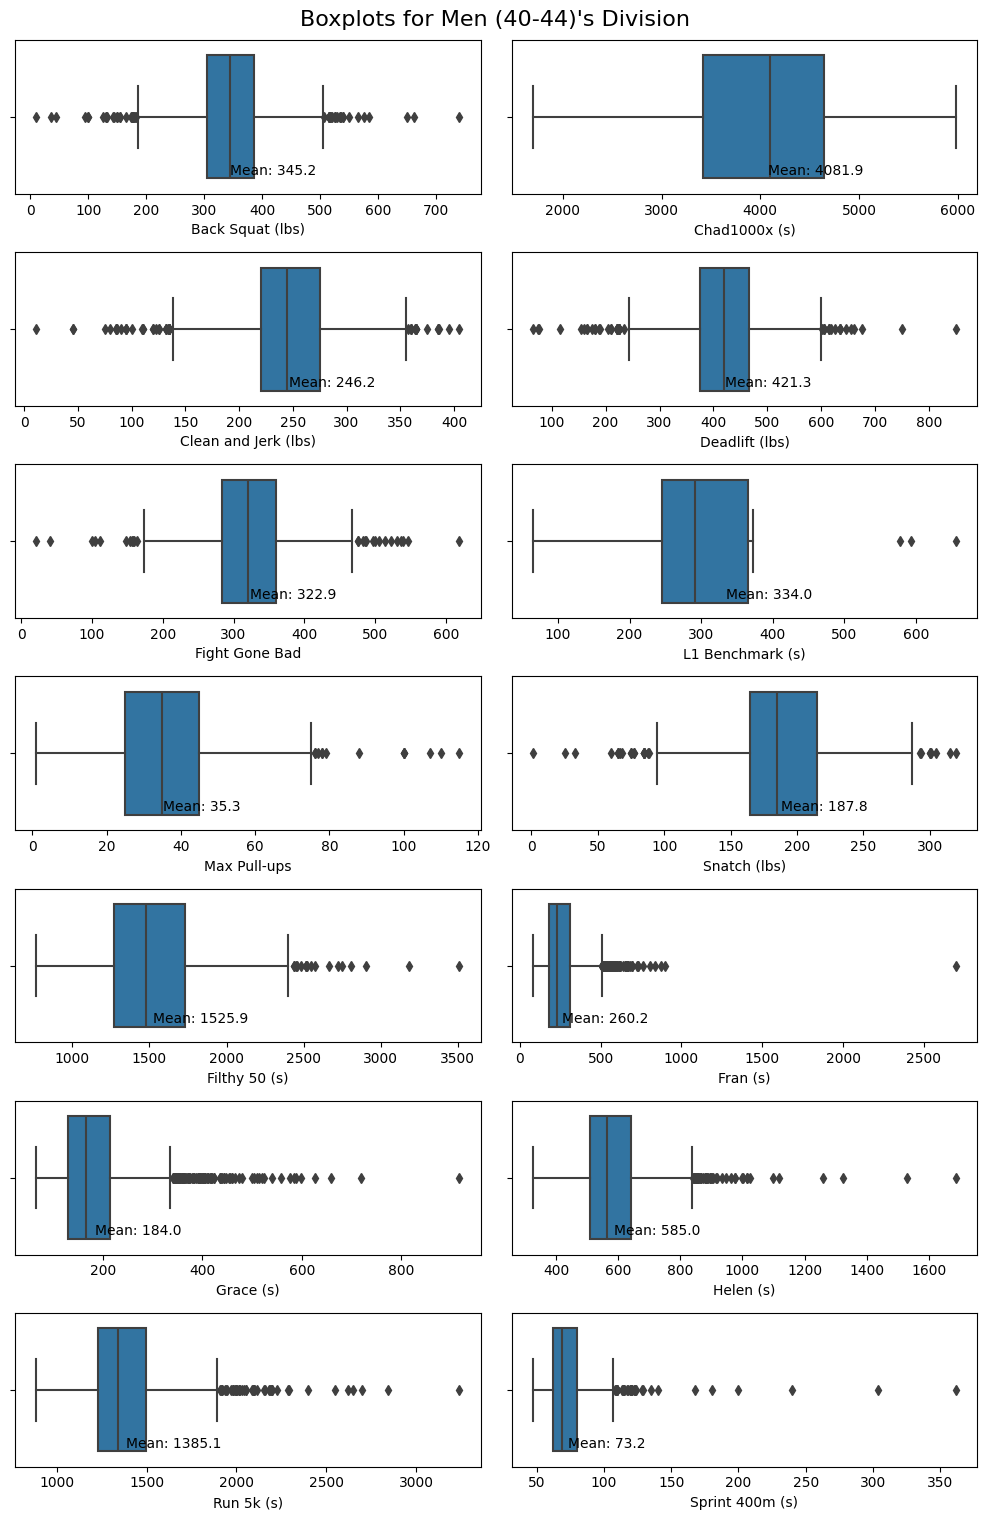 Boxplots for Men (40-44)'s Division
Mean: 345.2
0 100 200 300 400 500 600 700
Back Squat (lbs)
Mean: 4081.9
2000 3000 4000 5000 6000
Chad1000x (s)
Mean: 246.2
0 50 100 150 200 250 300 350 400
Clean and Jerk (lbs)
Mean: 421.3
100 200 300 400 500 600 700 800
Deadlift (lbs)
Mean: 322.9
0 100 200 300 400 500 600
Fight Gone Bad
Mean: 334.0
100 200 300 400 500 600
L1 Benchmark (s)
Mean: 35.3
0 20 40 60 80 100 120
Max Pull-ups
Mean: 187.8
0 50 100 150 200 250 300
Snatch (lbs)
Mean: 1525.9
1000 1500 2000 2500 3000 3500
Filthy 50 (s)
Mean: 260.2
0 500 1000 1500 2000 2500
Fran (s)
Mean: 184.0
200 400 600 800
Grace (s)
Mean: 585.0
400 600 800 1000 1200 1400 1600
Helen (s)
Mean: 1385.1
1000 1500 2000 2500 3000
Run 5k (s)
Mean: 73.2
50 100 150 200 250 300 350
Sprint 400m (s)